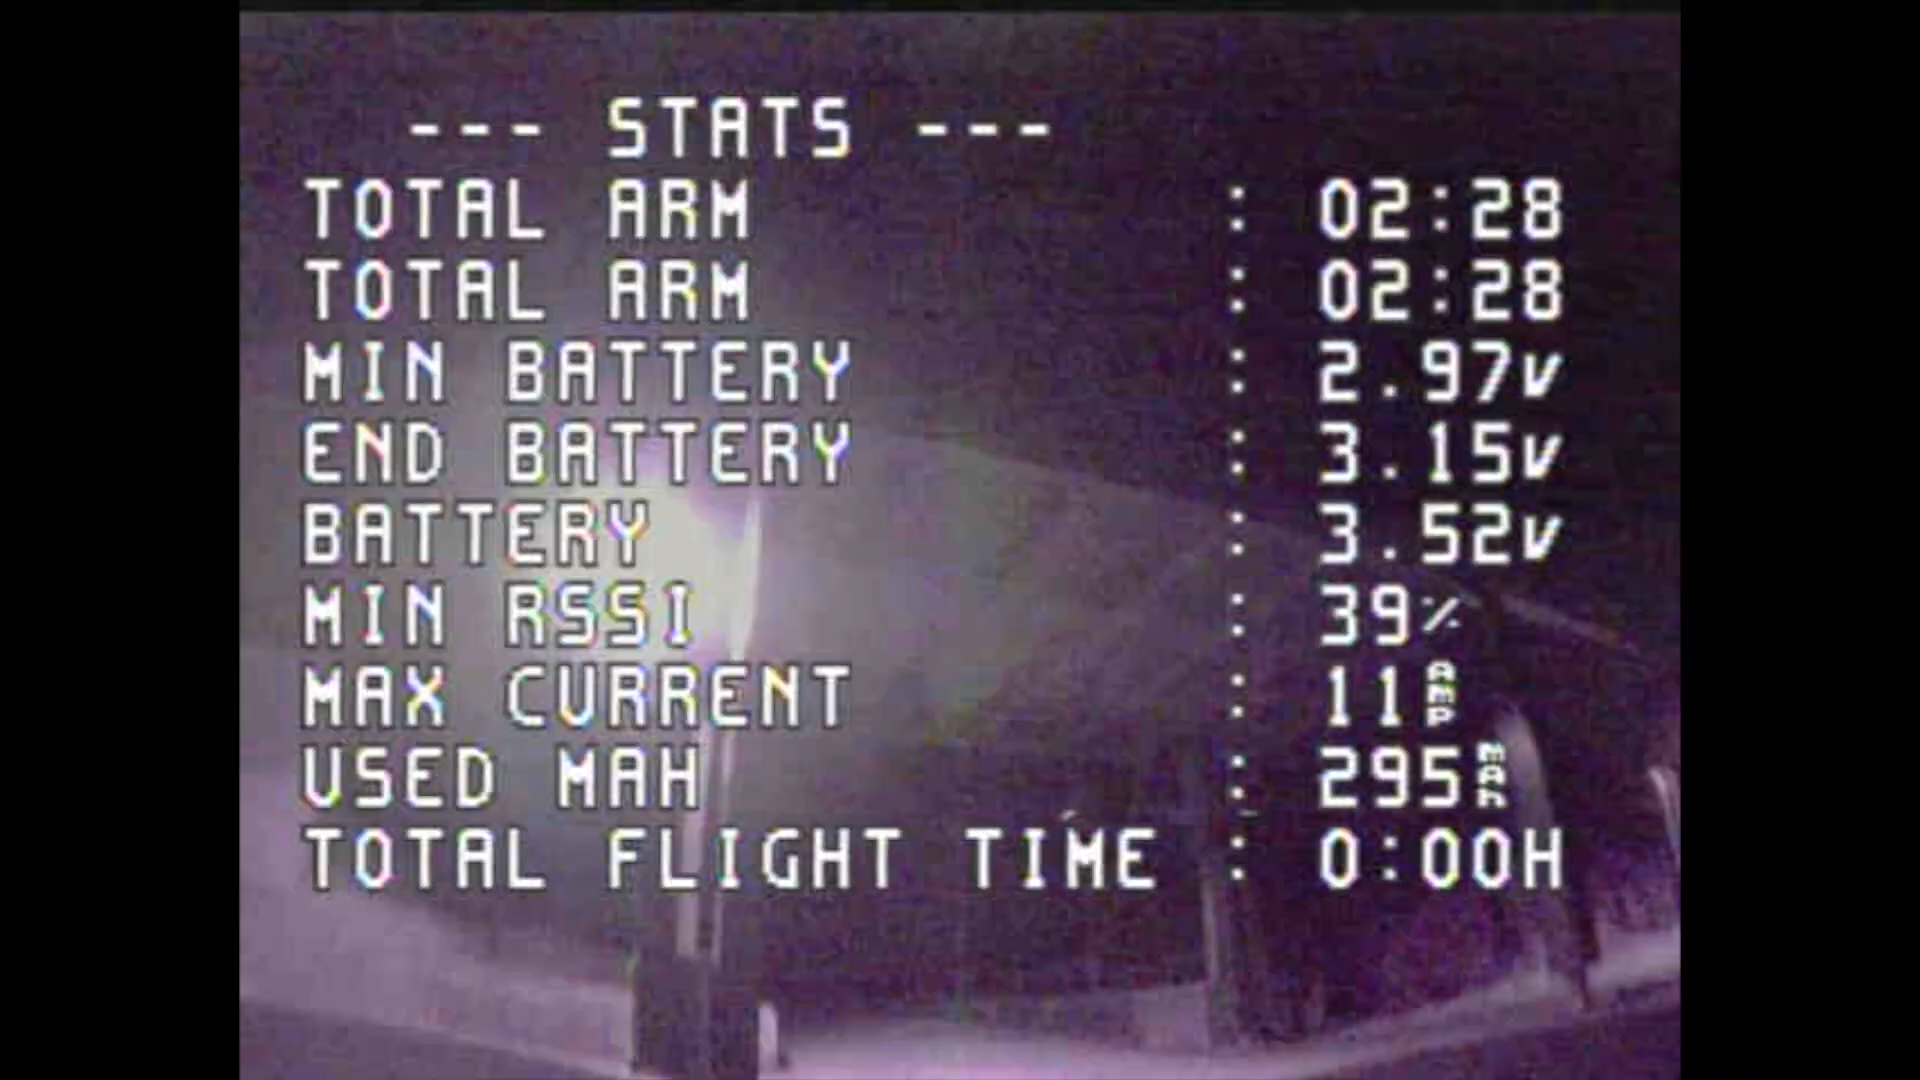 --- STATS ---
TOTAL ARM : 02:28
TOTAL ARM : 02:28
MIN BATTERY : 2.97V
END BATTERY : 3.15V
BATTERY : 3.52V
MIN RSSI : 39%
MAX CURRENT : 11AMP
USED MAH : 295MAH
TOTAL FLIGHT TIME : 0:00H